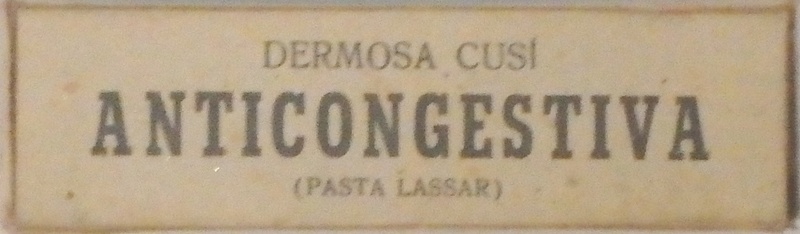 DERMOSA CUSÍ
ANTICONGESTIVA
(PASTA LASSAR)